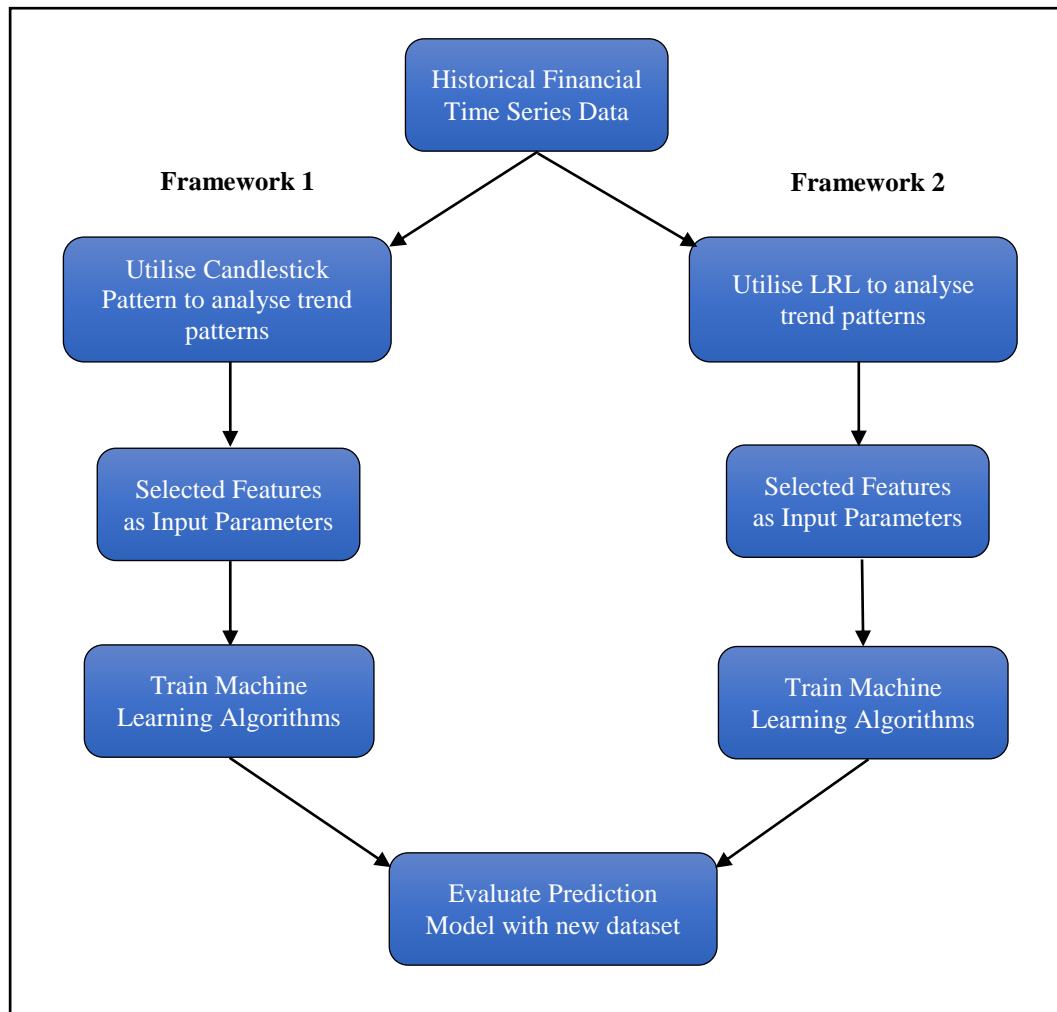 Historical Financial
Time Series Data
Framework 1
Framework 2
Utilise Candlestick
Pattern to analyse trend
patterns
Utilise LRL to analyse
trend patterns
Selected Features
as Input Parameters
Selected Features
as Input Parameters
Train Machine
Learning Algorithms
Train Machine
Learning Algorithms
Evaluate Prediction
Model with new dataset